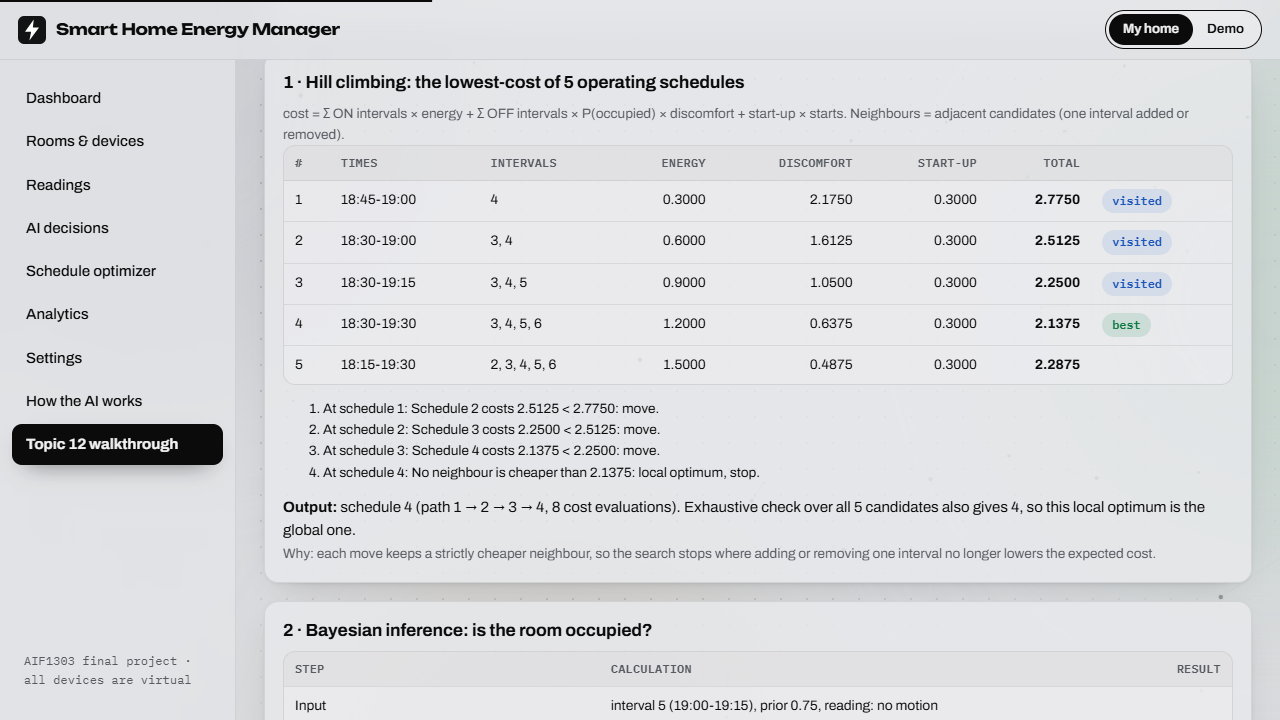 Smart Home Energy Manager
My home
Demo
Dashboard
Rooms & devices
Readings
AI decisions
Schedule optimizer
Analytics
Settings
How the AI works
Topic 12 walkthrough
AIF1303 final project ·
all devices are virtual
1 · Hill climbing: the lowest-cost of 5 operating schedules
cost = Σ ON intervals × energy + Σ OFF intervals × P(occupied) × discomfort + start-up × starts. Neighbours = adjacent candidates (one interval added or
removed).
# TIMES INTERVALS ENERGY DISCOMFORT START-UP TOTAL
1 18:45-19:00 4 0.3000 2.1750 0.3000 2.7750 visited
2 18:30-19:00 3, 4 0.6000 1.6125 0.3000 2.5125 visited
3 18:30-19:15 3, 4, 5 0.9000 1.0500 0.3000 2.2500 visited
4 18:30-19:30 3, 4, 5, 6 1.2000 0.6375 0.3000 2.1375 best
5 18:15-19:30 2, 3, 4, 5, 6 1.5000 0.4875 0.3000 2.2875
1. At schedule 1: Schedule 2 costs 2.5125 < 2.7750: move.
2. At schedule 2: Schedule 3 costs 2.2500 < 2.5125: move.
3. At schedule 3: Schedule 4 costs 2.1375 < 2.2500: move.
4. At schedule 4: No neighbour is cheaper than 2.1375: local optimum, stop.
Output: schedule 4 (path 1 → 2 → 3 → 4, 8 cost evaluations). Exhaustive check over all 5 candidates also gives 4, so this local optimum is the
global one.
Why: each move keeps a strictly cheaper neighbour, so the search stops where adding or removing one interval no longer lowers the expected cost.
2 · Bayesian inference: is the room occupied?
STEP CALCULATION RESULT
Input interval 5 (19:00-19:15), prior 0.75, reading: no motion